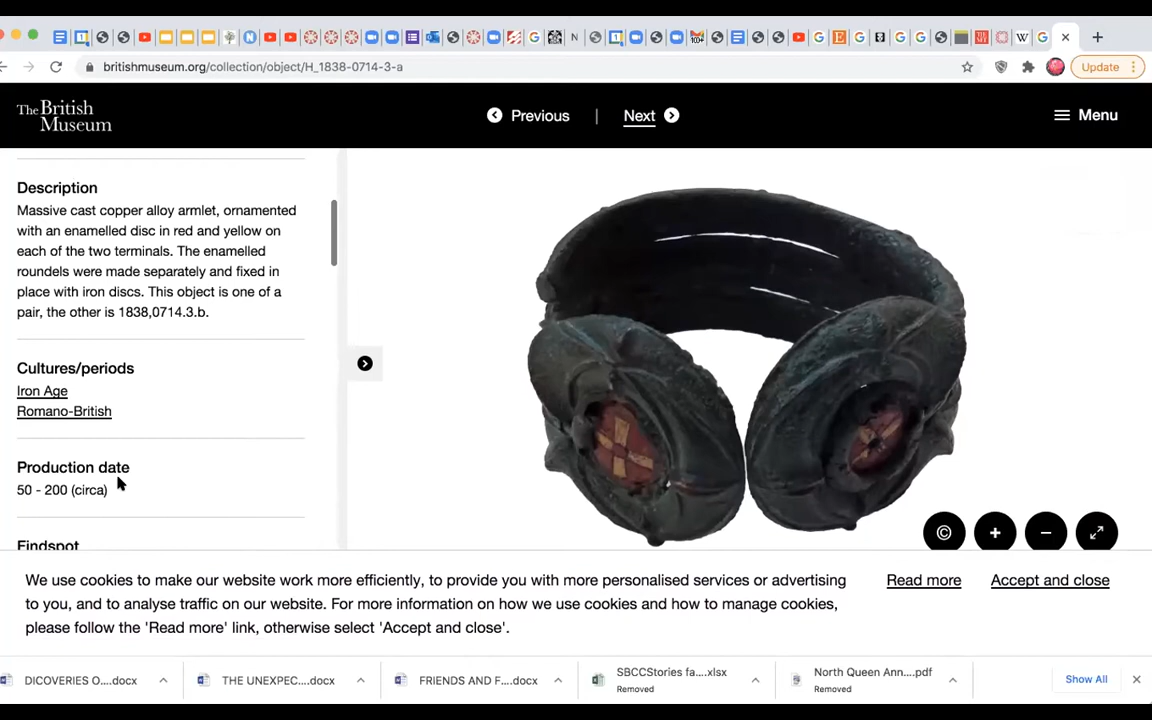 britishmuseum.org/collection/object/H_1838-0714-3-a
Update
The British
Museum
Previous | Next
Menu
Description
Massive cast copper alloy armlet, ornamented
with an enamelled disc in red and yellow on
each of the two terminals. The enamelled
roundels were made separately and fixed in
place with iron discs. This object is one of a
pair, the other is 1838,0714.3.b.
Cultures/periods
Iron Age
Romano-British
Production date
50 - 200 (circa)
Findspot
We use cookies to make our website work more efficiently, to provide you with more personalised services or advertising
to you, and to analyse traffic on our website. For more information on how we use cookies and how to manage cookies,
please follow the 'Read more' link, otherwise select 'Accept and close'.
Read more
Accept and close
DICOVERIES O....docx
THE UNEXPEC....docx
FRIENDS AND F....docx
SBCCStories fa....xlsx
Removed
North Queen Ann....pdf
Removed
Show All